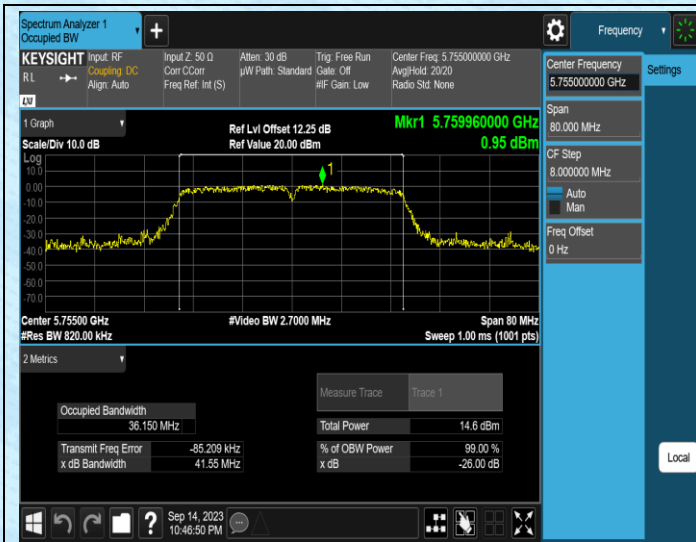 Spectrum Analyzer 1
Occupied BW
Frequency
KEYSIGHT
R L
LXI
Input: RF
Coupling: DC
Align: Auto
Input Z: 50 Ω
Corr CCorr
Freq Ref: Int (S)
Atten: 30 dB
µW Path: Standard
Trig: Free Run
Gate: Off
#IF Gain: Low
Center Freq: 5.755000000 GHz
Avg|Hold: 20/20
Radio Std: None
Center Frequency
5.755000000 GHz
Settings
Span
80.000 MHz
CF Step
8.000000 MHz
Auto
Man
Freq Offset
0 Hz
Local
1 Graph
Scale/Div 10.0 dB
Ref Lvl Offset 12.25 dB
Ref Value 20.00 dBm
Mkr1 5.759960000 GHz
0.95 dBm
Log
10.0
0.00
-10.0
-20.0
-30.0
-40.0
-50.0
-60.0
-70.0
1
Center 5.75500 GHz
#Res BW 820.00 kHz
#Video BW 2.7000 MHz
Span 80 MHz
Sweep 1.00 ms (1001 pts)
2 Metrics
Measure Trace
Trace 1
Occupied Bandwidth
36.150 MHz
Total Power
14.6 dBm
Transmit Freq Error
-85.209 kHz
% of OBW Power
99.00 %
x dB Bandwidth
41.55 MHz
x dB
-26.00 dB
?
Sep 14, 2023
10:46:50 PM